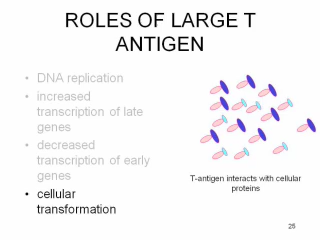 ROLES OF LARGE T
ANTIGEN
• DNA replication
• increased
transcription of late
genes
• decreased
transcription of early
genes
• cellular
transformation
T-antigen interacts with cellular
proteins
25